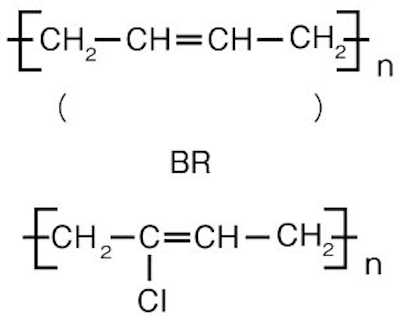 [CH₂—CH=CH—CH₂]n
(                    )
BR
[CH₂—C=CH—CH₂]n
Cl